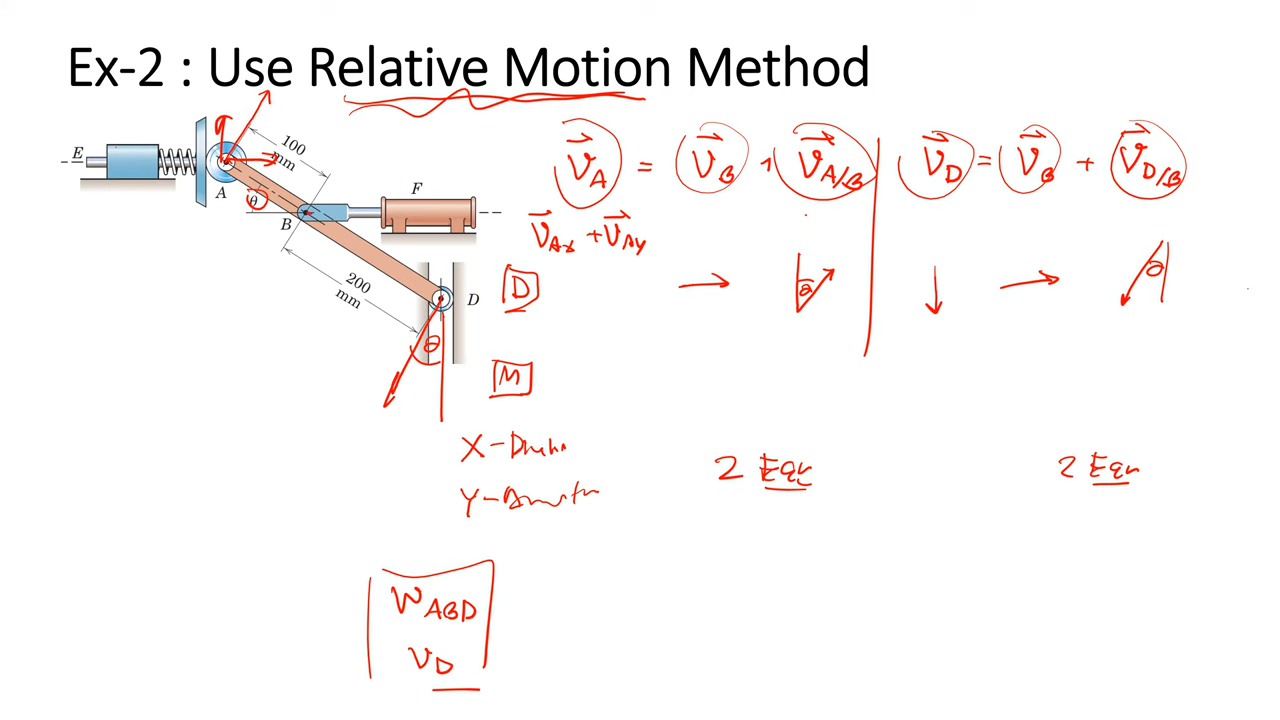 Ex-2 : Use Relative Motion Method
E
A
100
mm
θ
B
F
200
mm
D
θ
V_A = V_B + V_A/B
V_Ax + V_Ay
V_D = V_B + V_D/B
D
θ
θ
M
X-
Y-
2 Eqn
2 Eqn
W_ABD
V_D